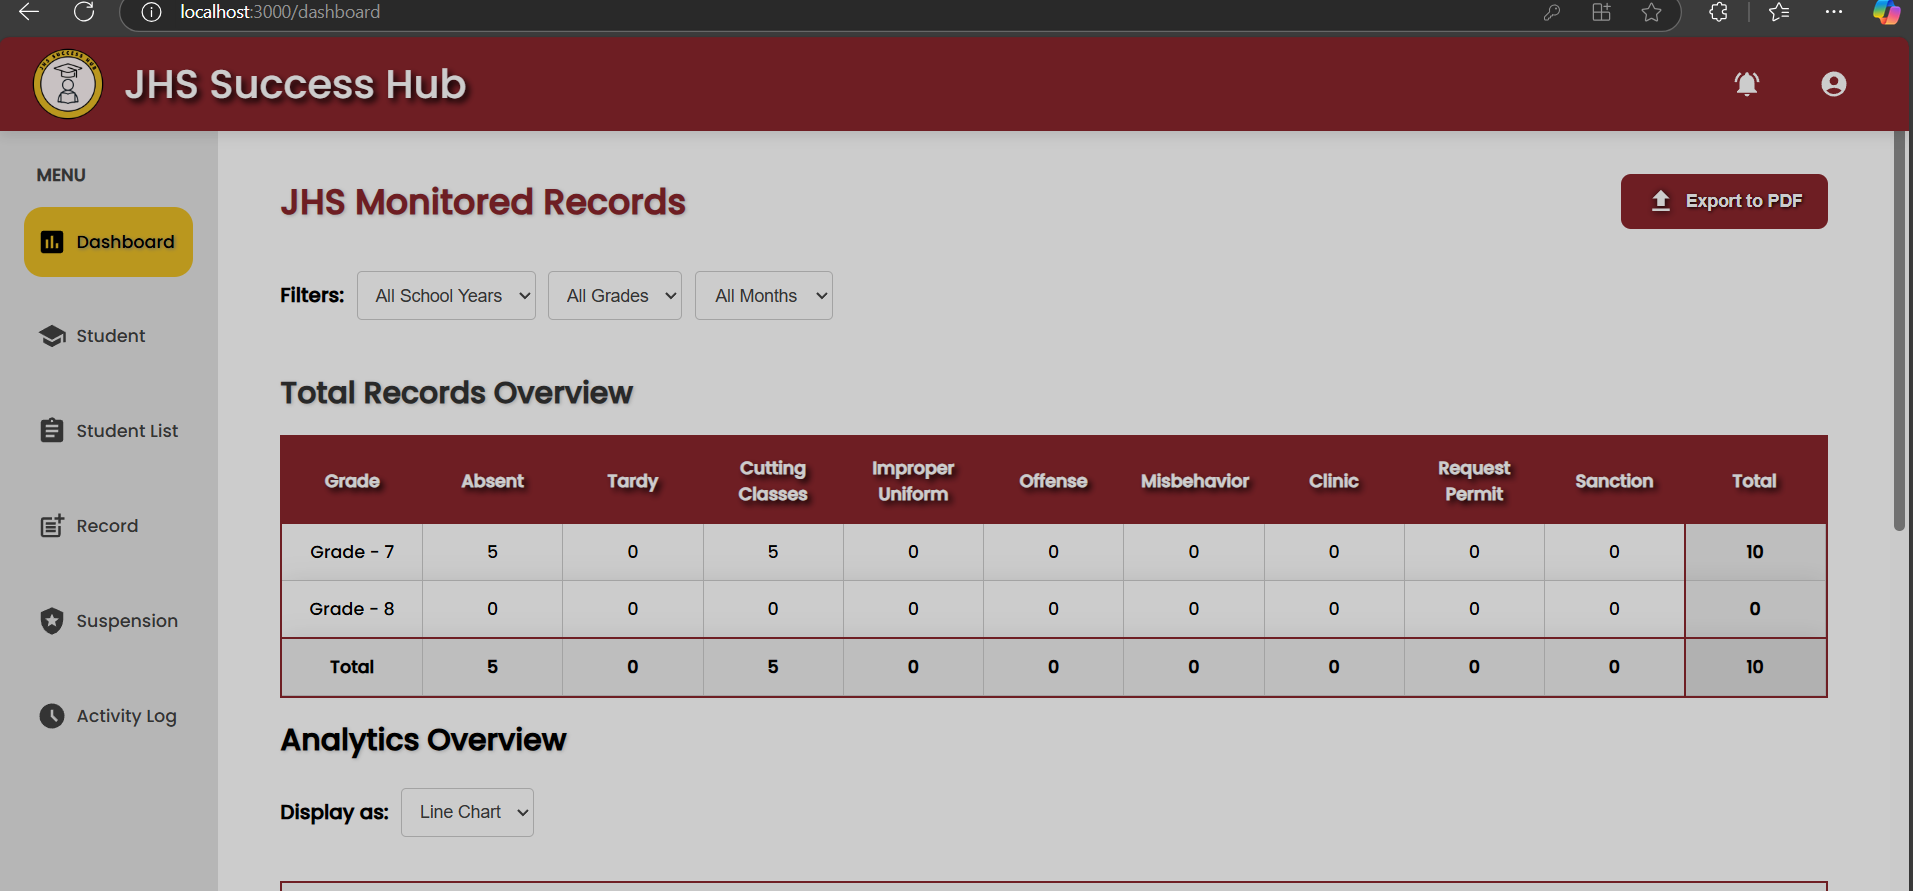 localhost:3000/dashboard
JHS SUCCESS HUB
JHS Success Hub
MENU
Dashboard
Student
Student List
Record
Suspension
Activity Log
JHS Monitored Records
Export to PDF
Filters: All School Years All Grades All Months
Total Records Overview
Grade Absent Tardy Cutting Classes Improper Uniform Offense Misbehavior Clinic Request Permit Sanction Total
Grade - 7 5 0 5 0 0 0 0 0 0 10
Grade - 8 0 0 0 0 0 0 0 0 0 0
Total 5 0 5 0 0 0 0 0 0 10
Analytics Overview
Display as: Line Chart